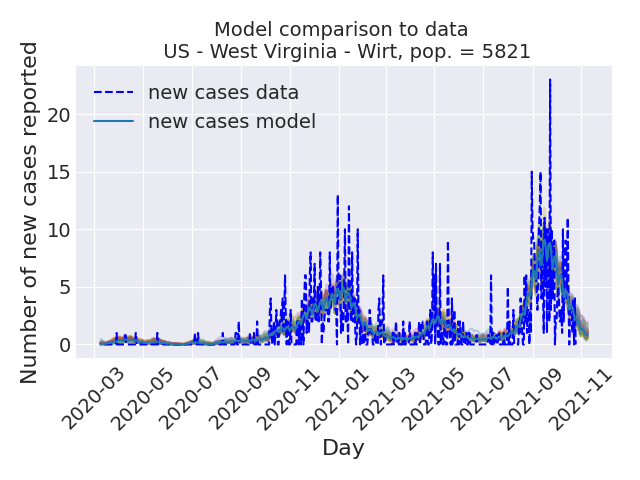 Model comparison to data
US - West Virginia - Wirt, pop. = 5821
new cases data
new cases model
Number of new cases reported
20
15
10
5
0
2020-03
2020-05
2020-07
2020-09
2020-11
2021-01
2021-03
2021-05
2021-07
2021-09
2021-11
Day